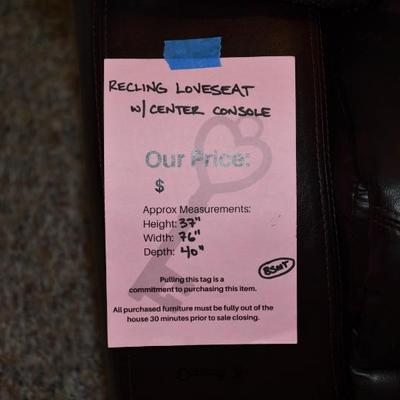 RECLING LOVESEAT
W/ CENTER CONSOLE
Our Price:
$
Approx Measurements:
Height: 37"
Width: 76"
Depth: 40"
BSMT
Pulling this tag is a
commitment to purchasing this item.
All purchased furniture must be fully out of the
house 30 minutes prior to sale closing.